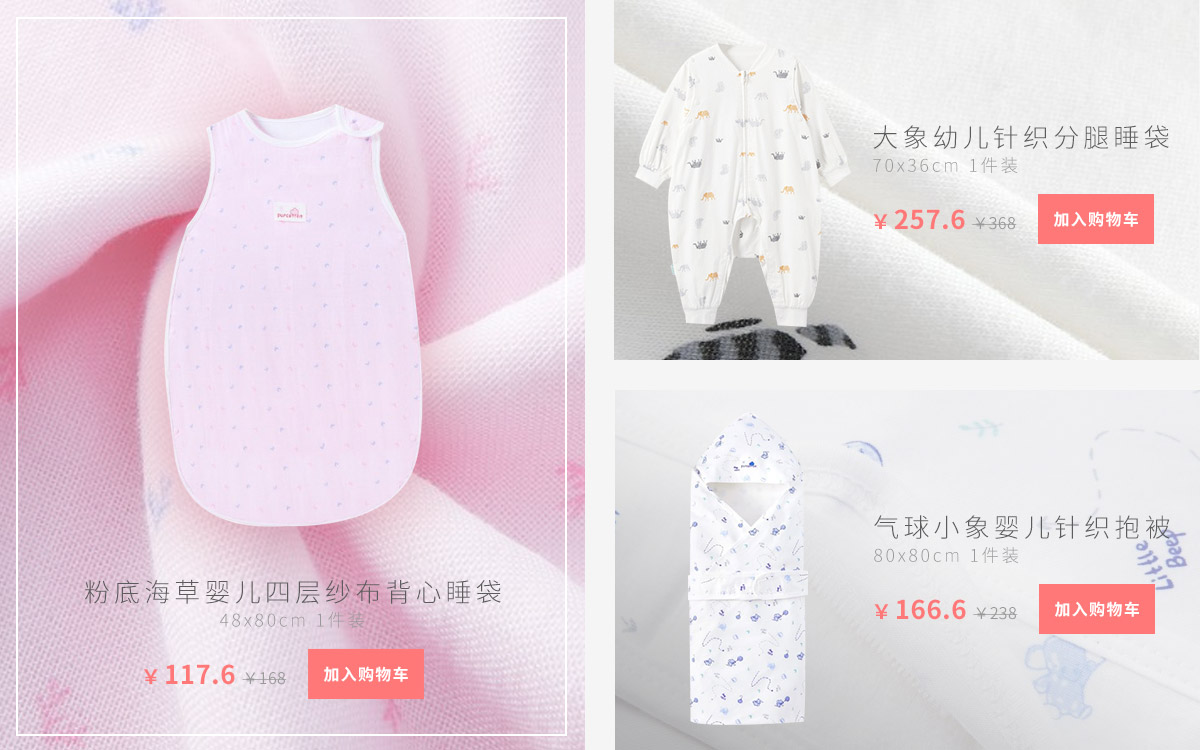 粉底海草婴儿四层纱布背心睡袋
48x80cm 1件装
￥117.6 ￥168 加入购物车
大象幼儿针织分腿睡袋
70x36cm 1件装
￥257.6 ￥368 加入购物车
气球小象婴儿针织抱被
80x80cm 1件装
￥166.6 ￥238 加入购物车